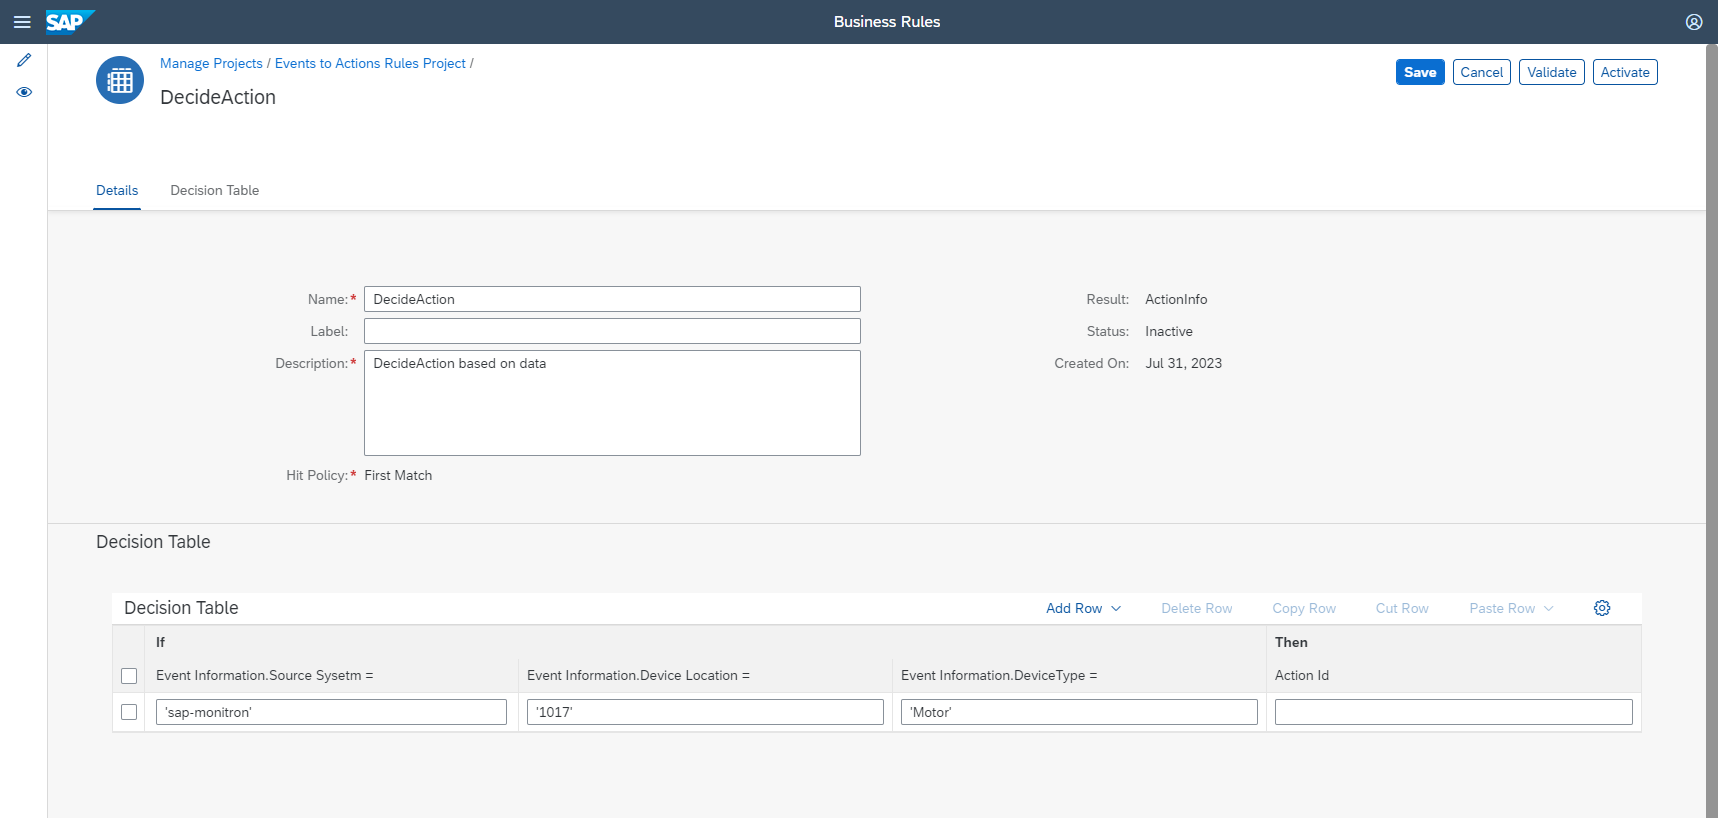 SAP
Business Rules
Manage Projects / Events to Actions Rules Project /
DecideAction
Save
Cancel
Validate
Activate
Details
Decision Table
Name:*
DecideAction
Label:
Description:*
DecideAction based on data
Hit Policy:*
First Match
Result:
ActionInfo
Status:
Inactive
Created On:
Jul 31, 2023
Decision Table
Decision Table
Add Row
Delete Row
Copy Row
Cut Row
Paste Row
If
Then
Event Information.Source Sysetm =
Event Information.Device Location =
Event Information.DeviceType =
Action Id
'sap-monitron'
'1017'
'Motor'